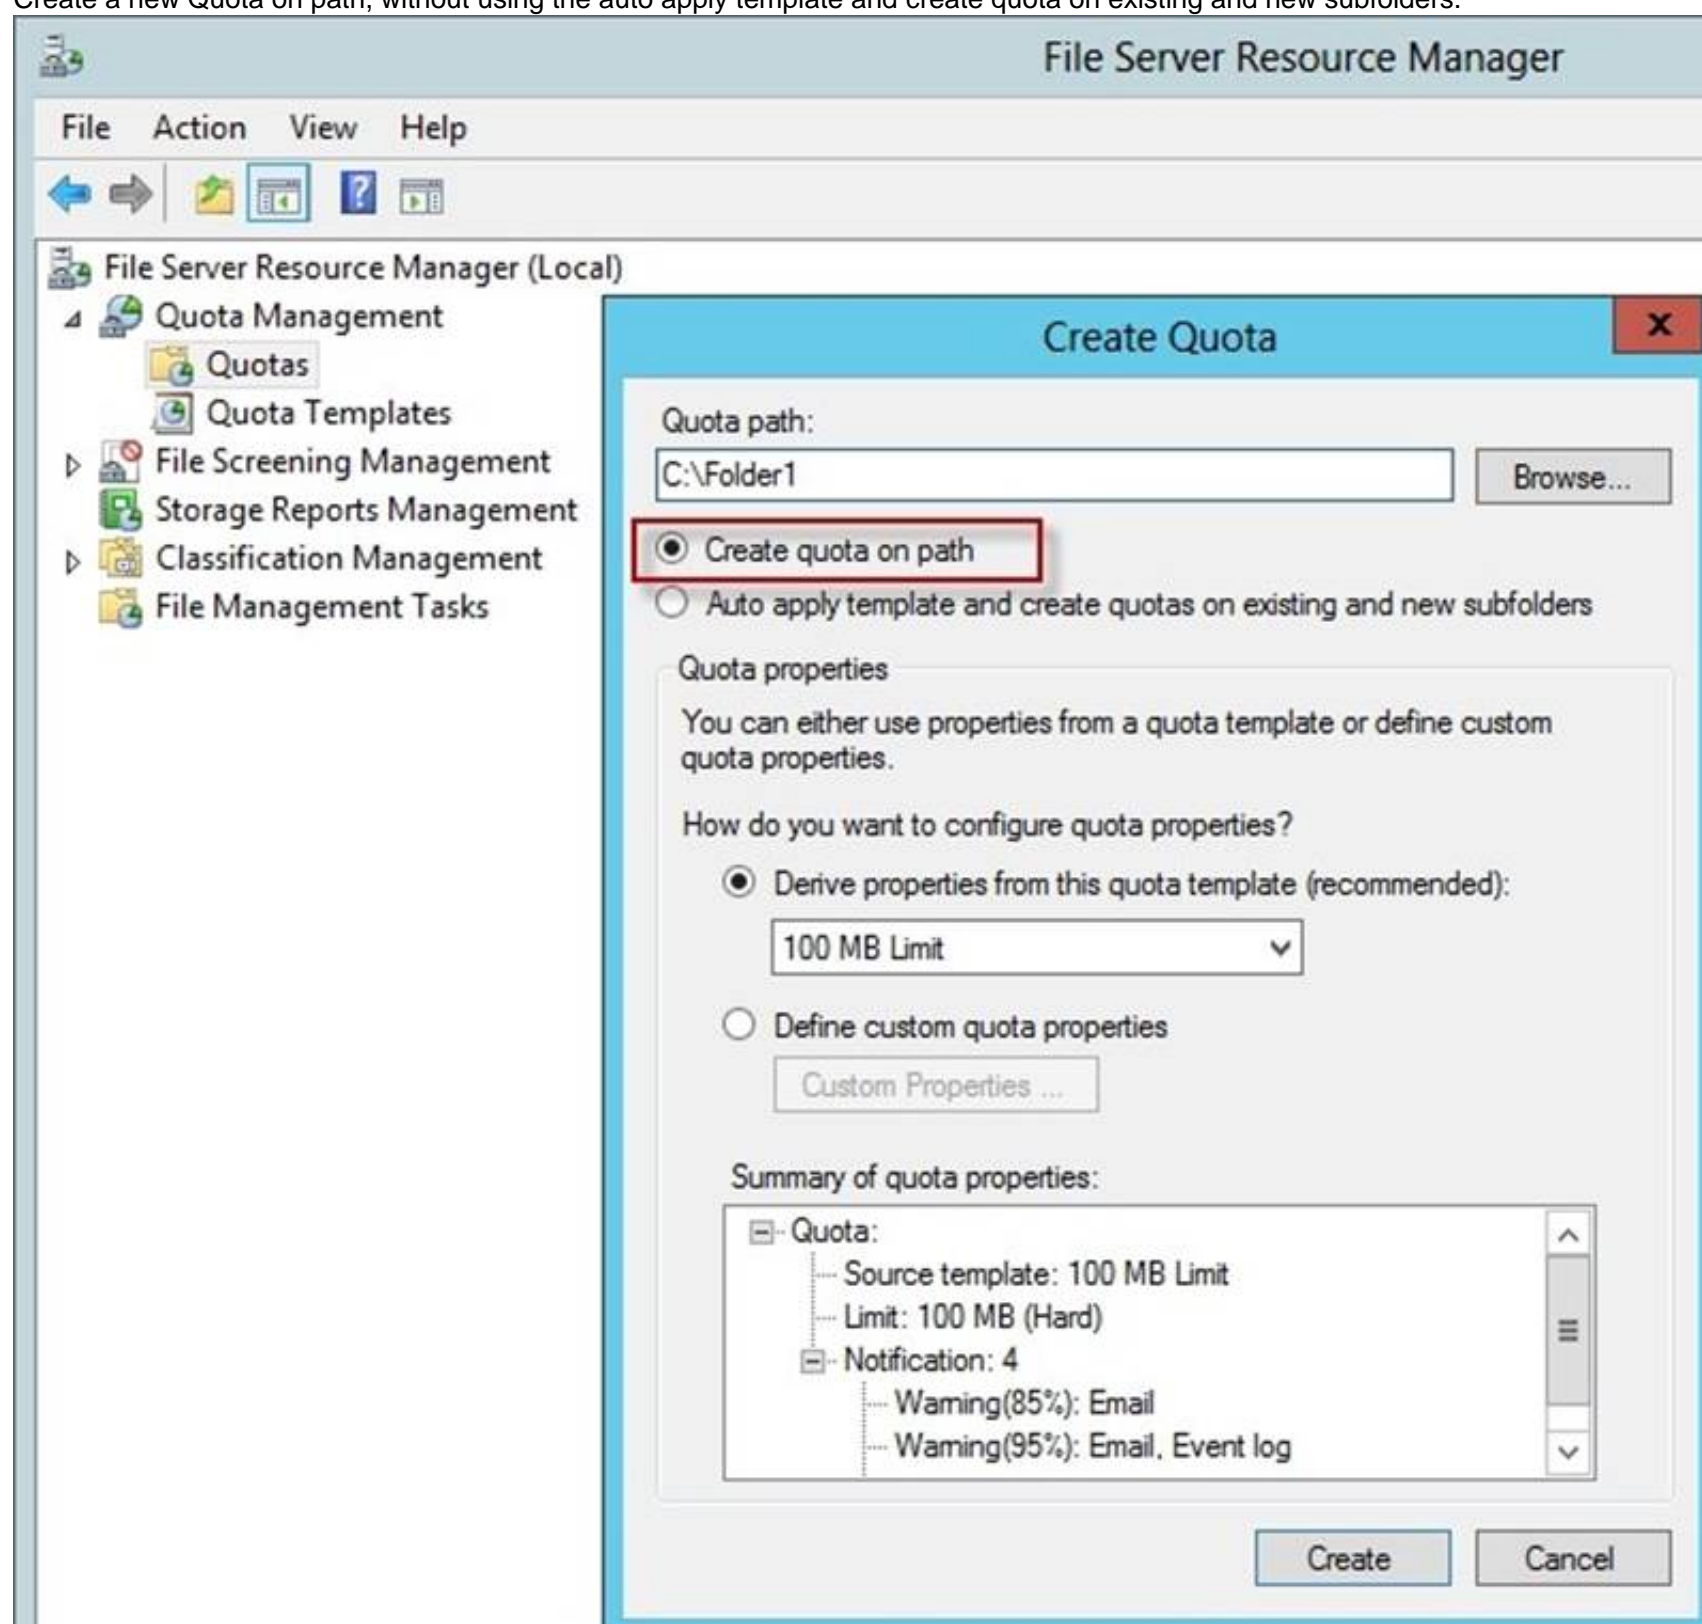 Create a new Quota on path, without using the auto apply template and create quota on existing and new subfolders.
File Server Resource Manager
File Action View Help
File Server Resource Manager (Local)
Quota Management
Quotas
Quota Templates
File Screening Management
Storage Reports Management
Classification Management
File Management Tasks
Create Quota
x
Quota path:
C:\Folder1
Browse...
Create quota on path
Auto apply template and create quotas on existing and new subfolders
Quota properties
You can either use properties from a quota template or define custom
quota properties.
How do you want to configure quota properties?
Derive properties from this quota template (recommended):
100 MB Limit
Define custom quota properties
Custom Properties ...
Summary of quota properties:
Quota:
Source template: 100 MB Limit
Limit: 100 MB (Hard)
Notification: 4
Warning(85%): Email
Warning(95%): Email, Event log
Create Cancel